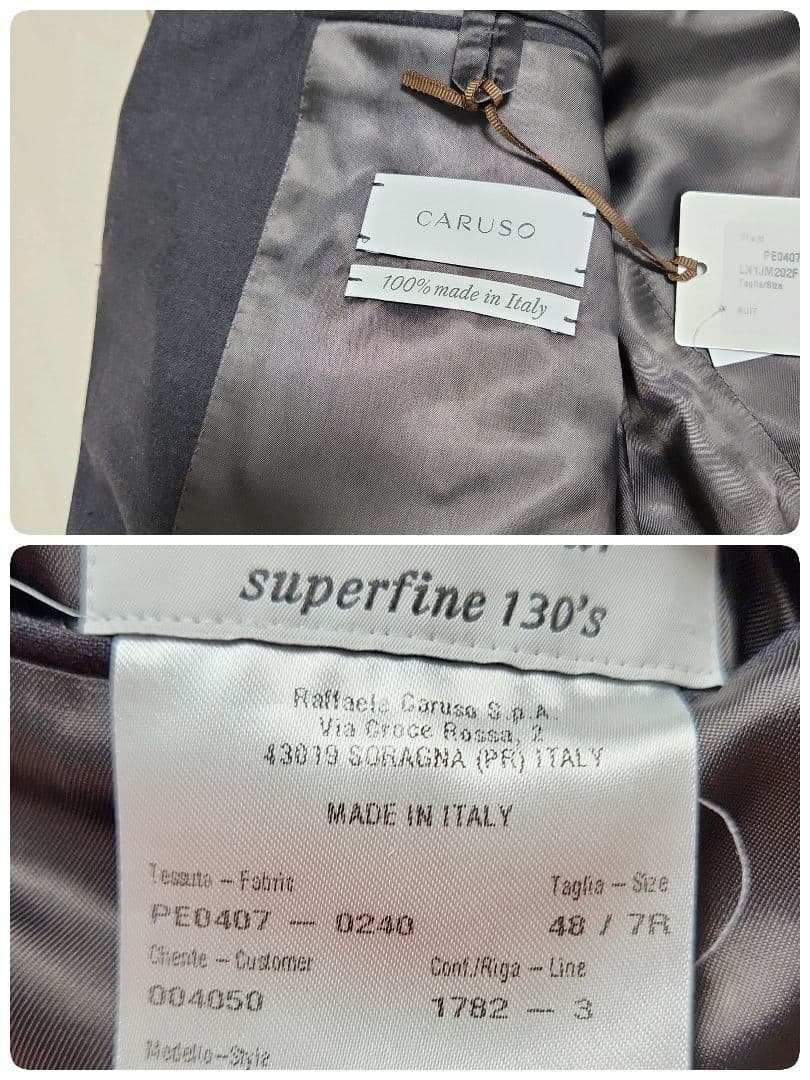 CARUSO
100% made in Italy
PE0407
LN1JM202F
Taglia/Size
SUIT
superfine 130's
Raffaele Caruso S.p.A.
Via Croce Rossa, 2
43019 SORAGNA (PR) ITALY
MADE IN ITALY
Tessuto - Fabric
Taglia - Size
PE0407 - 0240
48 / 7R
Cliente - Customer
Conf./Riga - Line
004050
1782 - 3
Modello-Style